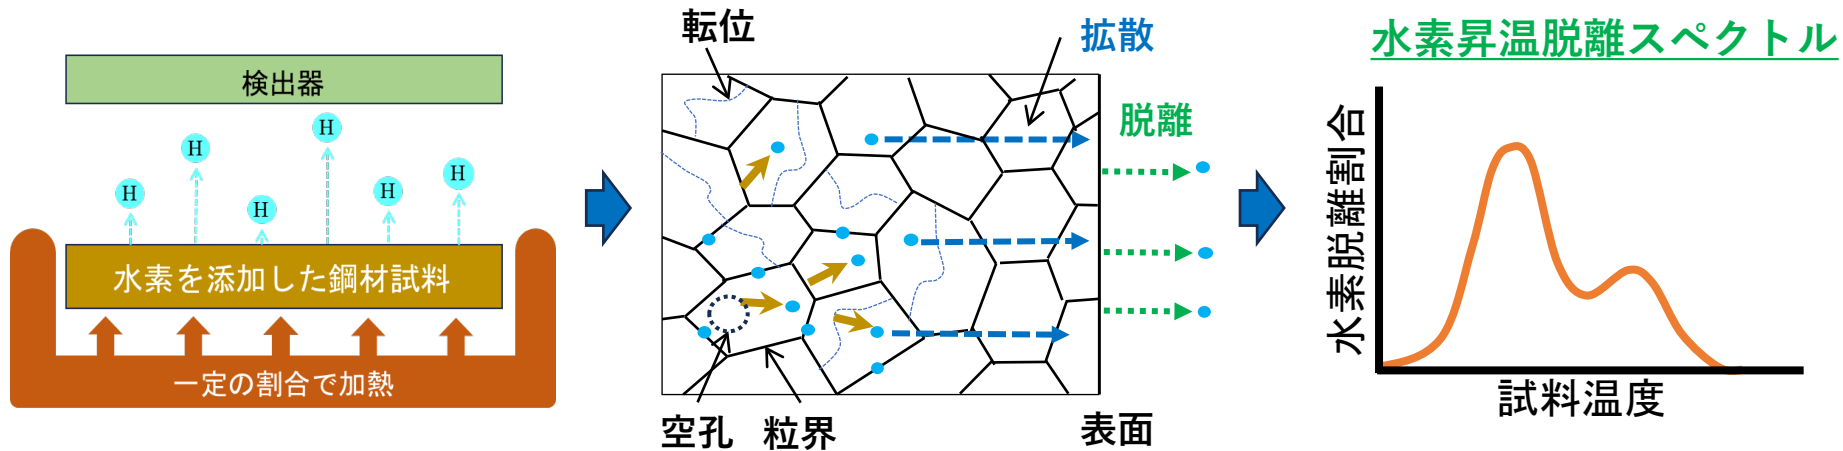 検出器
H
H
H
H
H
H
水素を添加した鋼材試料
一定の割合で加熱
転位
拡散
脱離
空孔
粒界
表面
水素昇温脱離スペクトル
水素脱離割合
試料温度